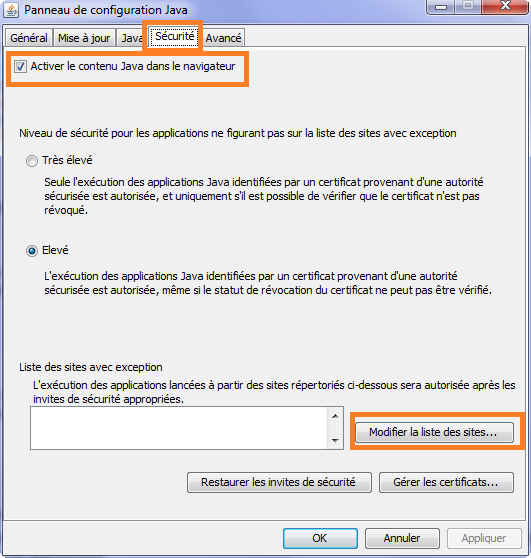 Panneau de configuration Java
Général Mise à jour Java Sécurité Avancé
Activer le contenu Java dans le navigateur
Niveau de sécurité pour les applications ne figurant pas sur la liste des sites avec exception
Très élevé
Seule l'exécution des applications Java identifiées par un certificat provenant d'une autorité
sécurisée est autorisée, et uniquement s'il est possible de vérifier que le certificat n'est pas
révoqué.
Elevé
L'exécution des applications Java identifiées par un certificat provenant d'une autorité
sécurisée est autorisée, même si le statut de révocation du certificat ne peut pas être vérifié.
Liste des sites avec exception
L'exécution des applications lancées à partir des sites répertoriés ci-dessous sera autorisée après les
invites de sécurité appropriées.
Modifier la liste des sites...
Restaurer les invites de sécurité Gérer les certificats...
OK Annuler Appliquer